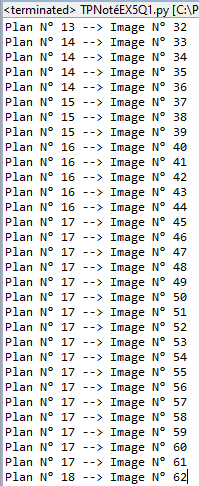 <terminated> TPNotéEX5Q1.py [C:\P
Plan N° 13 --> Image N° 32
Plan N° 14 --> Image N° 33
Plan N° 14 --> Image N° 34
Plan N° 14 --> Image N° 35
Plan N° 14 --> Image N° 36
Plan N° 15 --> Image N° 37
Plan N° 15 --> Image N° 38
Plan N° 15 --> Image N° 39
Plan N° 16 --> Image N° 40
Plan N° 16 --> Image N° 41
Plan N° 16 --> Image N° 42
Plan N° 16 --> Image N° 43
Plan N° 16 --> Image N° 44
Plan N° 17 --> Image N° 45
Plan N° 17 --> Image N° 46
Plan N° 17 --> Image N° 47
Plan N° 17 --> Image N° 48
Plan N° 17 --> Image N° 49
Plan N° 17 --> Image N° 50
Plan N° 17 --> Image N° 51
Plan N° 17 --> Image N° 52
Plan N° 17 --> Image N° 53
Plan N° 17 --> Image N° 54
Plan N° 17 --> Image N° 55
Plan N° 17 --> Image N° 56
Plan N° 17 --> Image N° 57
Plan N° 17 --> Image N° 58
Plan N° 17 --> Image N° 59
Plan N° 17 --> Image N° 60
Plan N° 17 --> Image N° 61
Plan N° 18 --> Image N° 62